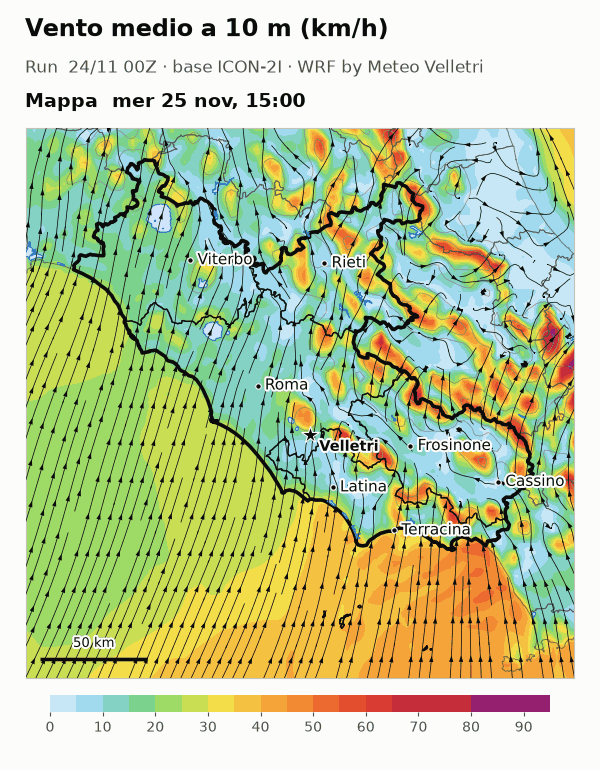 Vento medio a 10 m (km/h)
Run 24/11 00Z · base ICON-2I · WRF by Meteo Velletri
Mappa mer 25 nov, 15:00
Viterbo
Rieti
Roma
Velletri
Frosinone
Cassino
Latina
Terracina
50 km
0 10 20 30 40 50 60 70 80 90